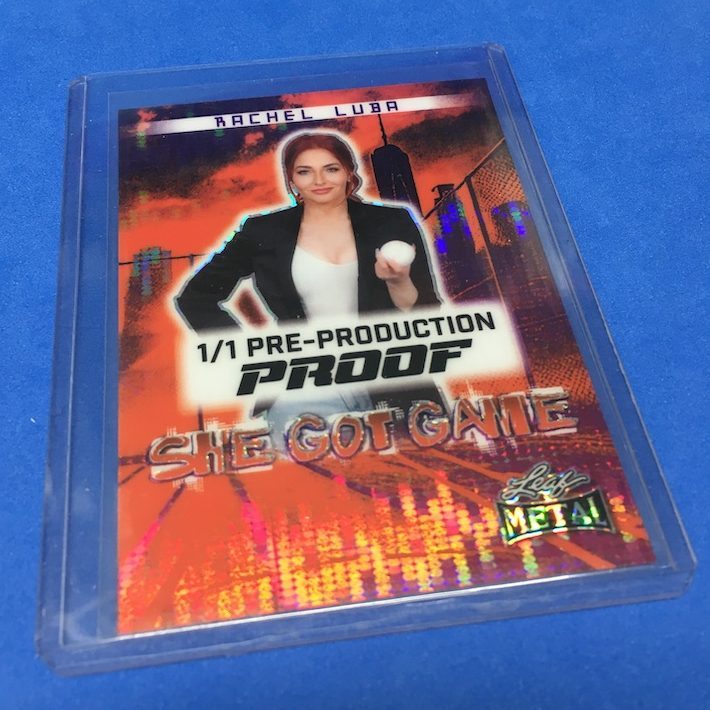 RACHEL LUBA
1/1 PRE-PRODUCTION
PROOF
SHE GOT GAME
Leaf
METAL